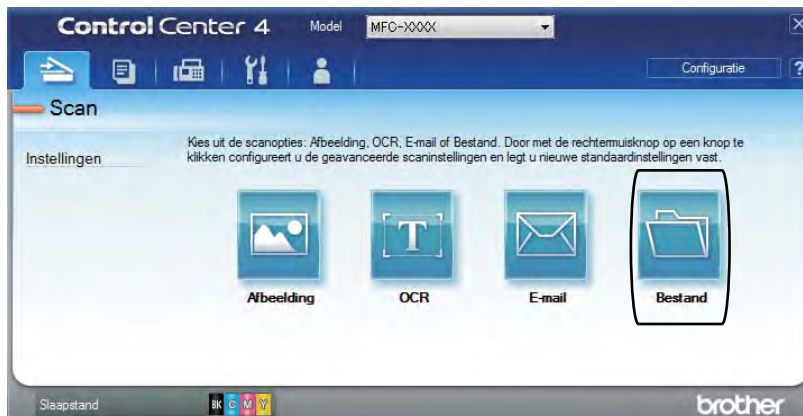 Control Center 4 Model MFC-XXXX
Configuratie ?
Scan
Instellingen
Kies uit de scanopties: Afbeelding, OCR, E-mail of Bestand. Door met de rechtermuisknop op een knop te
klikken configureert u de geavanceerde scaninstellingen en legt u nieuwe standaardinstellingen vast.
T
Afbeelding OCR E-mail Bestand
Slaapstand BK C M Y brother